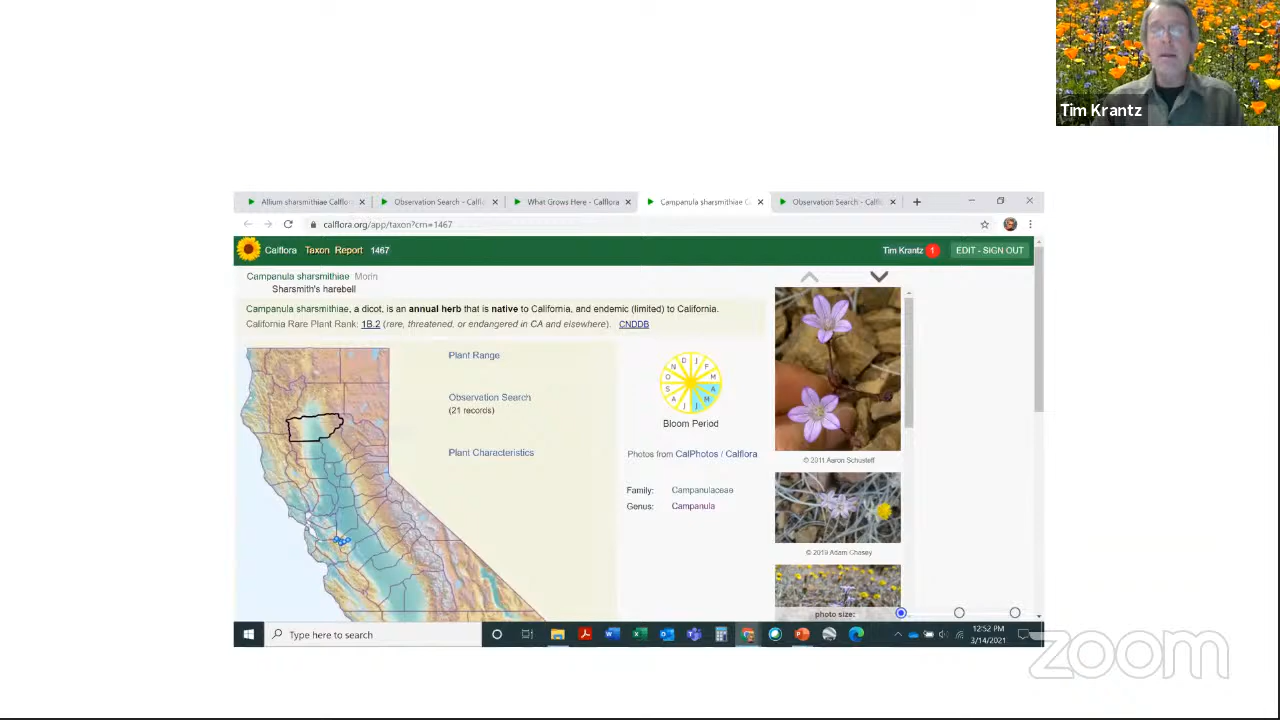 Tim Krantz
Allium sharsmithiae Calflor
Observation Search - Calfl
What Grows Here - Calflora
Campanula sharsmithiae C
Observation Search - Calfl
calflora.org/app/taxon?crn=1467
Calflora Taxon Report 1467
Tim Krantz 1 EDIT - SIGN OUT
Campanula sharsmithiae Morin
Sharsmith's harebell
Campanula sharsmithiae, a dicot, is an annual herb that is native to California, and endemic (limited) to California.
California Rare Plant Rank: 1B.2 (rare, threatened, or endangered in CA and elsewhere). CNDDB
Plant Range
Observation Search
(21 records)
Plant Characteristics
J F M A M J J A S O N D
Bloom Period
Photos from CalPhotos / Calflora
Family: Campanulaceae
Genus: Campanula
© 2011 Aaron Schusteff
© 2019 Adam Chasey
photo size:
Type here to search
12:52 PM
3/14/2021
zoom